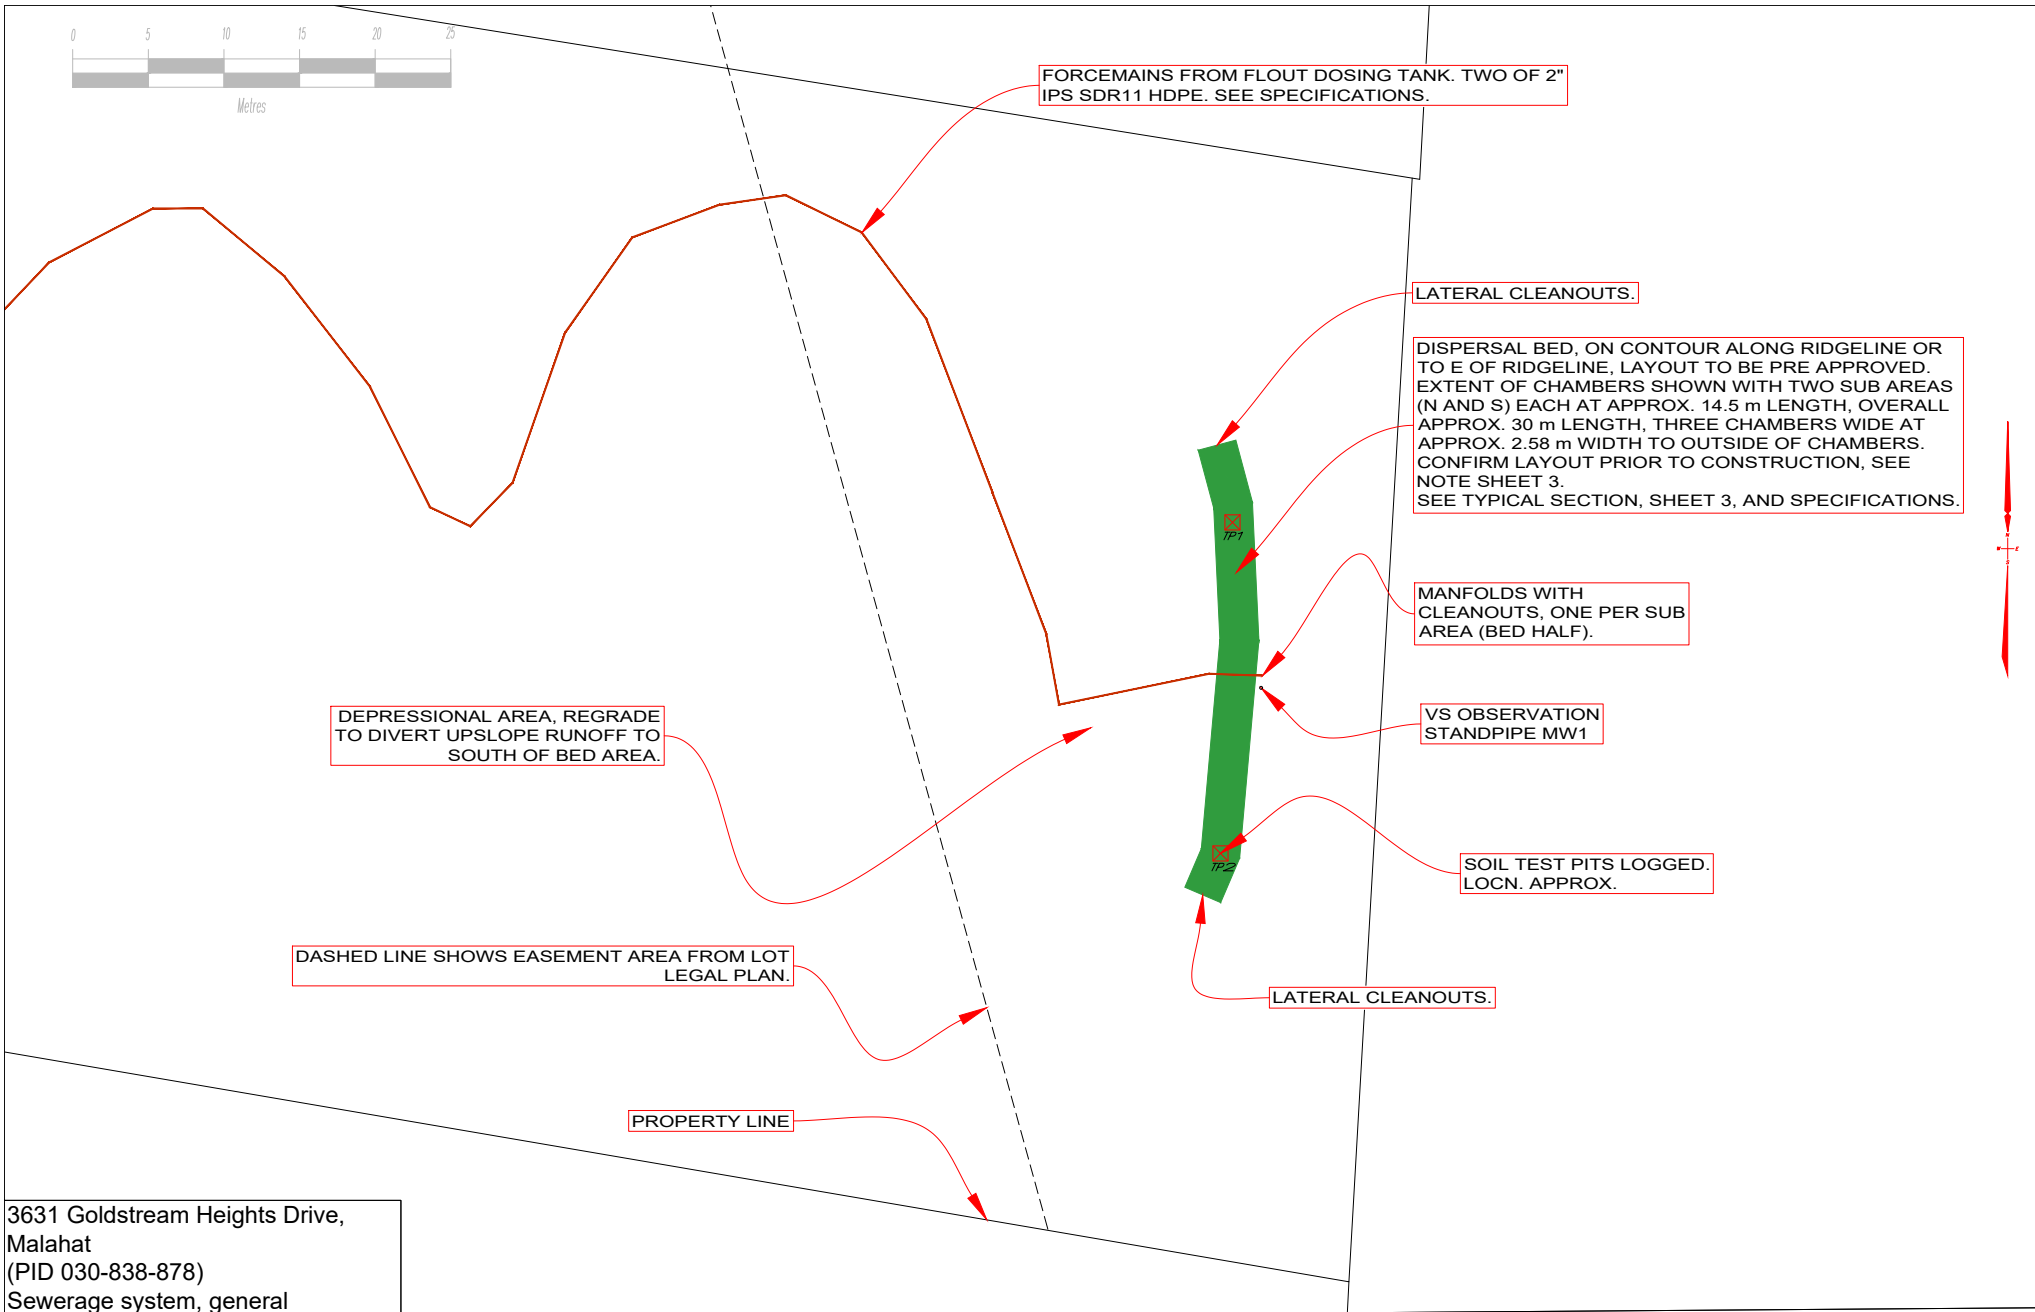 0 5 10 15 20 25
Metres
FORCEMAINS FROM FLOUT DOSING TANK. TWO OF 2"
IPS SDR11 HDPE. SEE SPECIFICATIONS.
LATERAL CLEANOUTS.
DISPERSAL BED, ON CONTOUR ALONG RIDGELINE OR
TO E OF RIDGELINE, LAYOUT TO BE PRE APPROVED.
EXTENT OF CHAMBERS SHOWN WITH TWO SUB AREAS
(N AND S) EACH AT APPROX. 14.5 m LENGTH, OVERALL
APPROX. 30 m LENGTH, THREE CHAMBERS WIDE AT
APPROX. 2.58 m WIDTH TO OUTSIDE OF CHAMBERS.
CONFIRM LAYOUT PRIOR TO CONSTRUCTION, SEE
NOTE SHEET 3.
SEE TYPICAL SECTION, SHEET 3, AND SPECIFICATIONS.
TP1
N
W E
S
MANFOLDS WITH
CLEANOUTS, ONE PER SUB
AREA (BED HALF).
DEPRESSIONAL AREA, REGRADE
TO DIVERT UPSLOPE RUNOFF TO
SOUTH OF BED AREA.
VS OBSERVATION
STANDPIPE MW1
TP2
SOIL TEST PITS LOGGED.
LOCN. APPROX.
DASHED LINE SHOWS EASEMENT AREA FROM LOT
LEGAL PLAN.
LATERAL CLEANOUTS.
PROPERTY LINE
3631 Goldstream Heights Drive,
Malahat
(PID 030-838-878)
Sewerage system, general